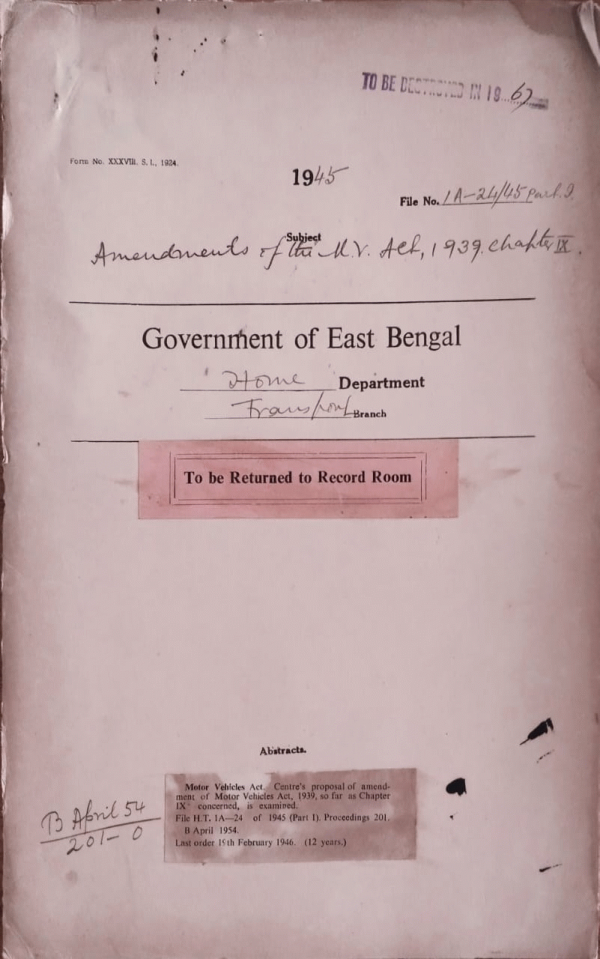 TO BE DESTROYED IN 19 67
Form No. XXXVIII. S. I., 1924.
1945
File No. 1A-24/45 Part I.
Subject
Amendments of the M.V. Act, 1939. Chapter IX.
Government of East Bengal
Home Department
Transport Branch
To be Returned to Record Room
Abstracts.
Motor Vehicles Act. Centre's proposal of amend-
ment of Motor Vehicles Act, 1939, so far as Chapter
IX concerned, is examined.
File H.T. 1A—24 of 1945 (Part I). Proceedings 201.
B April 1954.
Last order 15th February 1946. (12 years.)
B April 54
201-0